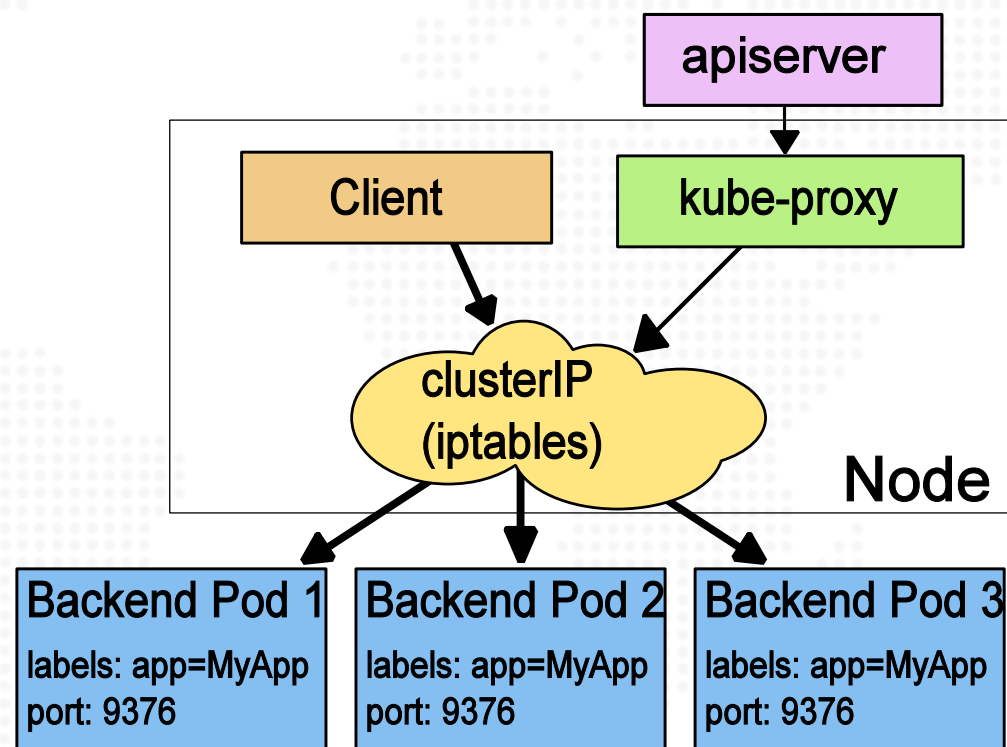 apiserver
Client
kube-proxy
clusterIP
(iptables)
Node
Backend Pod 1
labels: app=MyApp
port: 9376
Backend Pod 2
labels: app=MyApp
port: 9376
Backend Pod 3
labels: app=MyApp
port: 9376